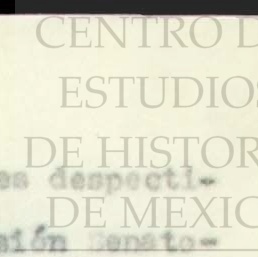 CENTRO D
ESTUDIOS
DE HISTOR
es despecti-
DE MEXIC
sión Senato-